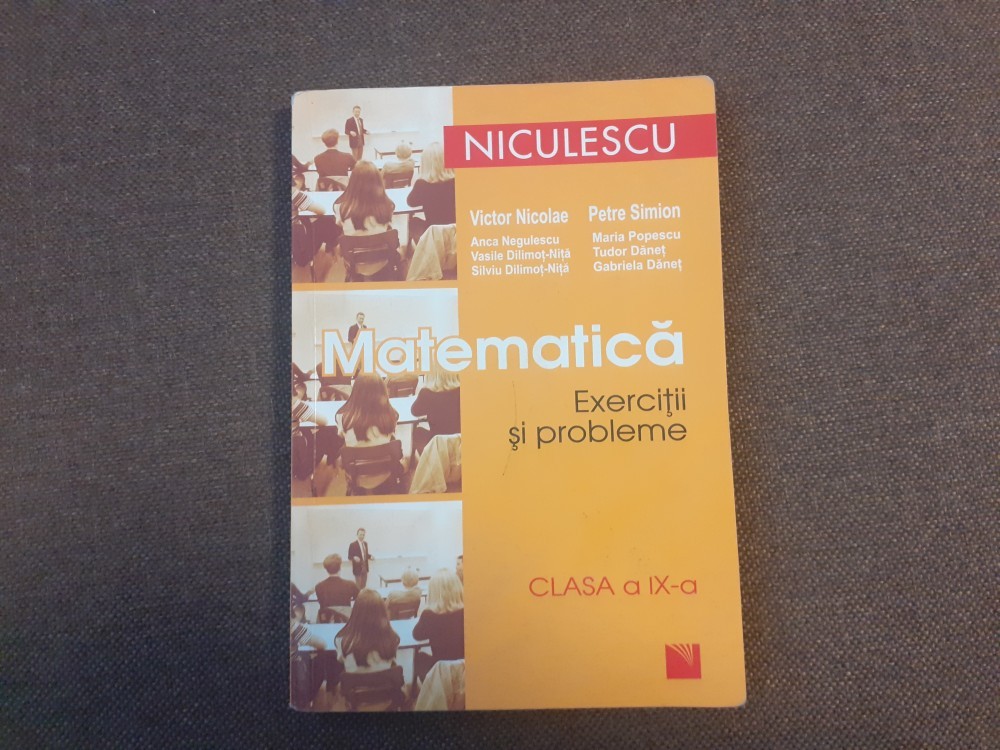 NICULESCU
Victor Nicolae Petre Simion
Anca Negulescu Maria Popescu
Vasile Dilimoț-Niță Tudor Dăneț
Silviu Dilimoț-Niță Gabriela Dăneț
Matematică
Exerciții
și probleme
CLASA a IX-a